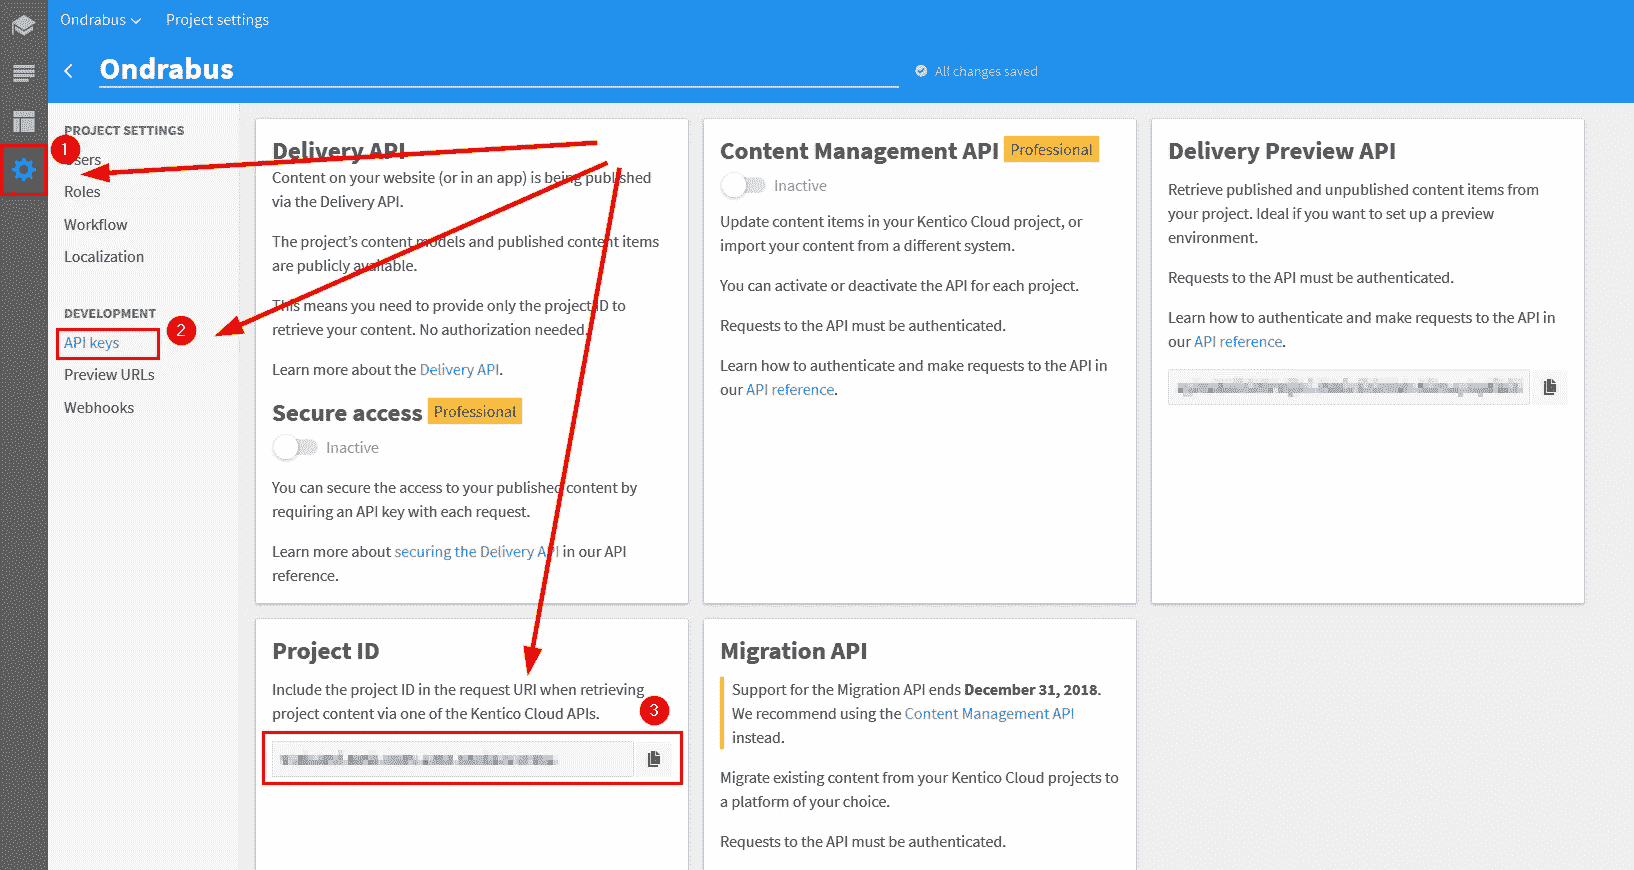 Ondrabus
Project settings
Ondrabus
All changes saved
PROJECT SETTINGS
1
Users
Roles
Workflow
Localization
DEVELOPMENT
API keys
2
Preview URLs
Webhooks
Delivery API
Content on your website (or in an app) is being published
via the Delivery API.
The project's content models and published content items
are publicly available.
This means you need to provide only the project ID to
retrieve your content. No authorization needed.
Learn more about the Delivery API.
Secure access Professional
Inactive
You can secure the access to your published content by
requiring an API key with each request.
Learn more about securing the Delivery API in our API
reference.
Content Management API Professional
Inactive
Update content items in your Kentico Cloud project, or
import your content from a different system.
You can activate or deactivate the API for each project.
Requests to the API must be authenticated.
Learn how to authenticate and make requests to the API in
our API reference.
Delivery Preview API
Retrieve published and unpublished content items from
your project. Ideal if you want to set up a preview
environment.
Requests to the API must be authenticated.
Learn how to authenticate and make requests to the API in
our API reference.
Project ID
Include the project ID in the request URI when retrieving
project content via one of the Kentico Cloud APIs.
3
Migration API
Support for the Migration API ends December 31, 2018.
We recommend using the Content Management API
instead.
Migrate existing content from your Kentico Cloud projects to
a platform of your choice.
Requests to the API must be authenticated.